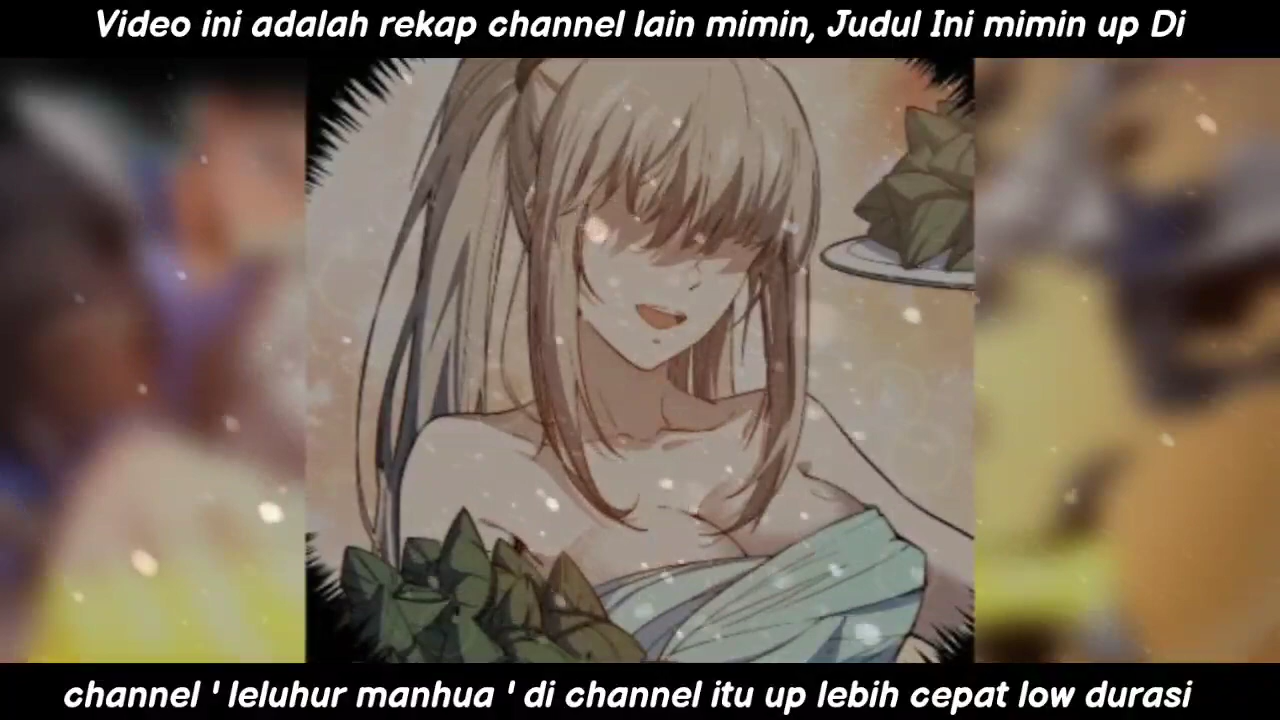 Video ini adalah rekap channel lain mimin, Judul Ini mimin up Di
channel ' leluhur manhua ' di channel itu up lebih cepat low durasi